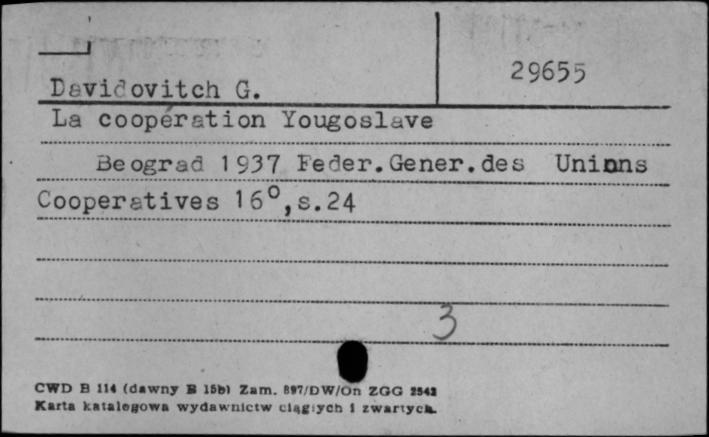 29655
Davidovitch G.
La coopération Yougoslave
Beograd 1937 Feder.Gener.des Unions
Cooperatives 16°,s.24
3
CWD B 114 (dawny B 15b) Zam. 897/DW/On ZGG 2542
Karta katalogowa wydawnictw ciągłych i zwartych.